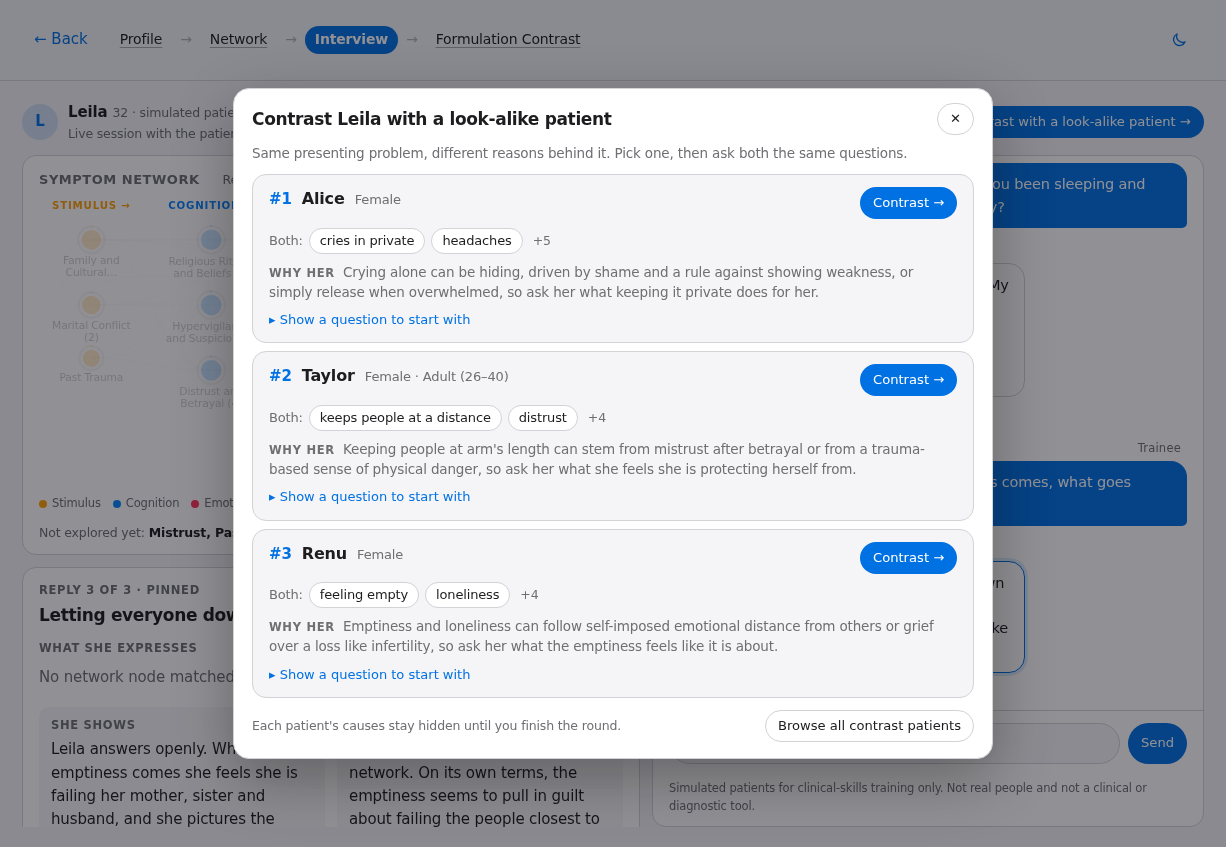 ← Back
Profile → Network → Interview → Formulation Contrast
L
Leila 32 · simulated patie
Live session with the patien
ast with a look-alike patient →
SYMPTOM NETWORK
STIMULUS →
COGNITIO
Family and
Cultural...
Religious Rit
and Beliefs
Marital Conflict
(2)
Hypervigila
and Suspicio
Past Trauma
Distrust an
Betrayal (
Stimulus Cognition Emot
Not explored yet: Mistrust, Pa
REPLY 3 OF 3 · PINNED
Letting everyone dow
WHAT SHE EXPRESSES
No network node matched
SHE SHOWS
Leila answers openly. Wh
emptiness comes she feels she is
failing her mother, sister and
husband, and she pictures the
network. On its own terms, the
emptiness seems to pull in guilt
about failing the people closest to
Contrast Leila with a look-alike patient
✕
Same presenting problem, different reasons behind it. Pick one, then ask both the same questions.
#1 Alice Female
Contrast →
Both: cries in private headaches +5
WHY HER Crying alone can be hiding, driven by shame and a rule against showing weakness, or
simply release when overwhelmed, so ask her what keeping it private does for her.
▸ Show a question to start with
#2 Taylor Female · Adult (26–40)
Contrast →
Both: keeps people at a distance distrust +4
WHY HER Keeping people at arm's length can stem from mistrust after betrayal or from a trauma-
based sense of physical danger, so ask her what she feels she is protecting herself from.
▸ Show a question to start with
#3 Renu Female
Contrast →
Both: feeling empty loneliness +4
WHY HER Emptiness and loneliness can follow self-imposed emotional distance from others or grief
over a loss like infertility, so ask her what the emptiness feels like it is about.
▸ Show a question to start with
Each patient's causes stay hidden until you finish the round.
Browse all contrast patients
ou been sleeping and
y?
My
Trainee
s comes, what goes
wn
ke
Send
Simulated patients for clinical-skills training only. Not real people and not a clinical or
diagnostic tool.